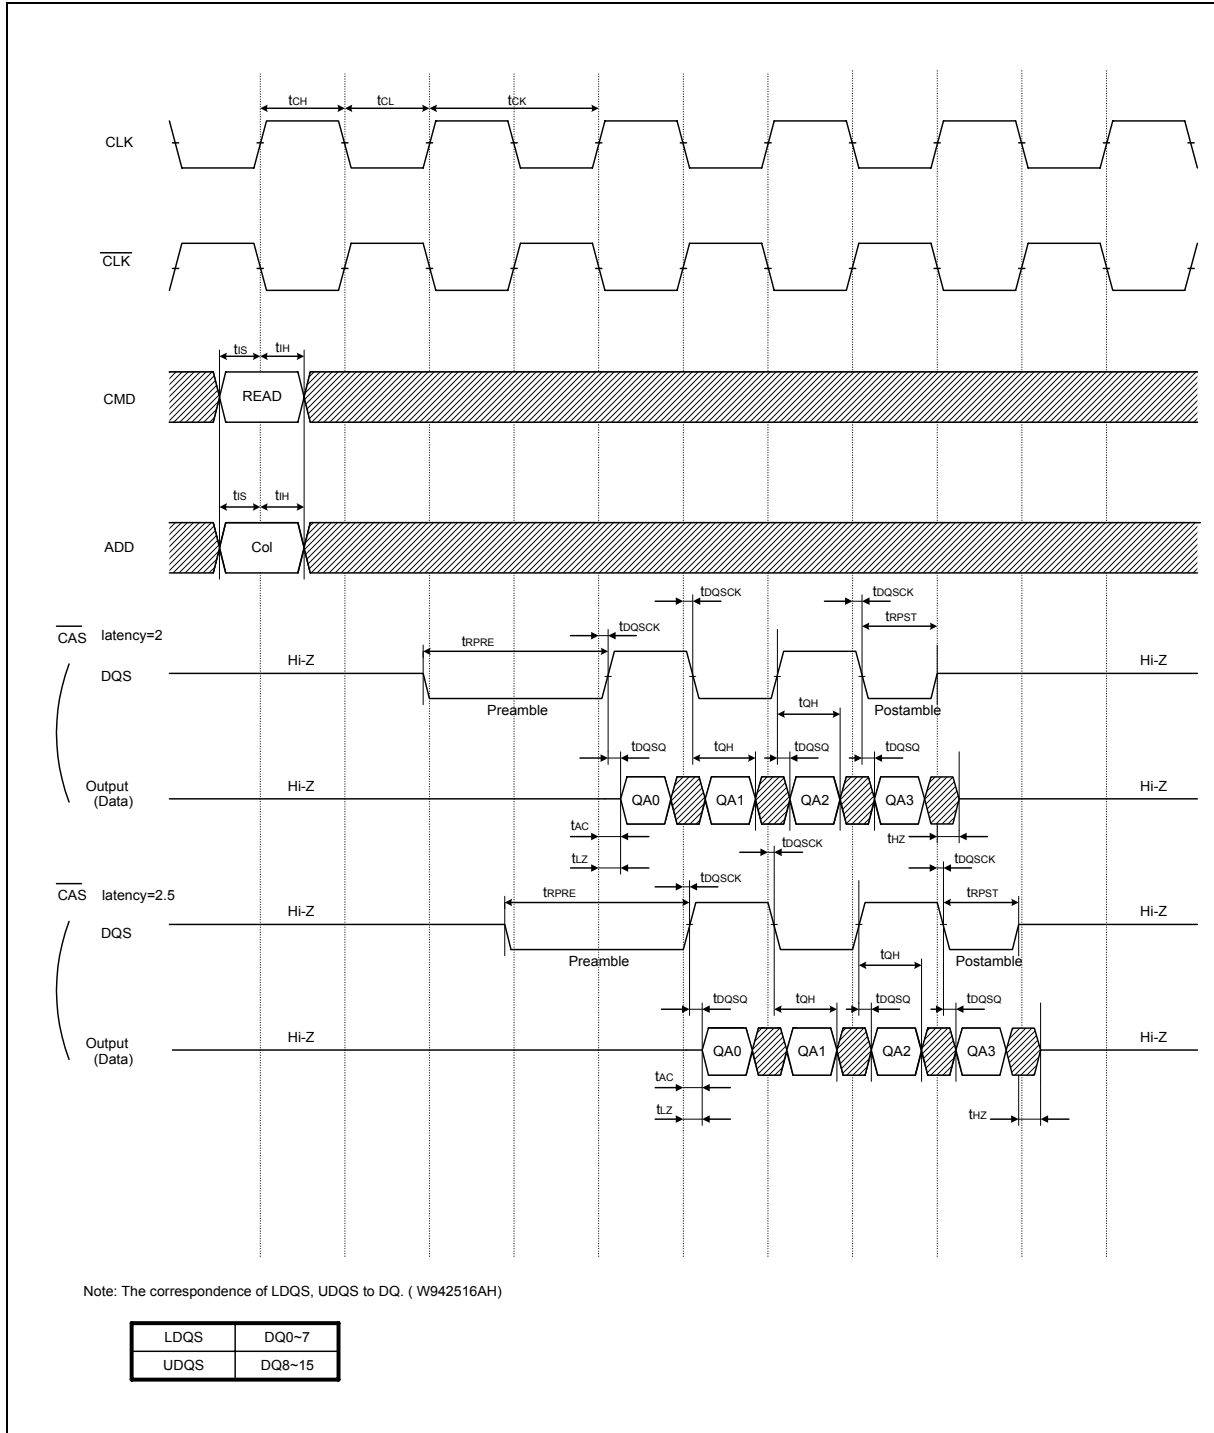 tCH tCL tCK
CLK
CLK
tIS tIH
CMD READ
tIS tIH
ADD Col
tDQSCK tDQSCK
CAS latency=2
tDQSCK tRPST
tRPRE
Hi-Z Hi-Z
DQS
Preamble Postamble
tQH
tDQSQ tQH tDQSQ tDQSQ
Output
(Data)
Hi-Z QA0 QA1 QA2 QA3 Hi-Z
tAC tHZ
tDQSCK
tLZ tDQSCK tDQSCK
CAS latency=2.5
tRPRE tRPST
Hi-Z Hi-Z
DQS
Preamble Postamble
tQH
tDQSQ tQH tDQSQ tDQSQ
Output
(Data)
Hi-Z QA0 QA1 QA2 QA3 Hi-Z
tAC
tLZ tHZ
Note: The correspondence of LDQS, UDQS to DQ. ( W942516AH)
LDQS DQ0~7
UDQS DQ8~15